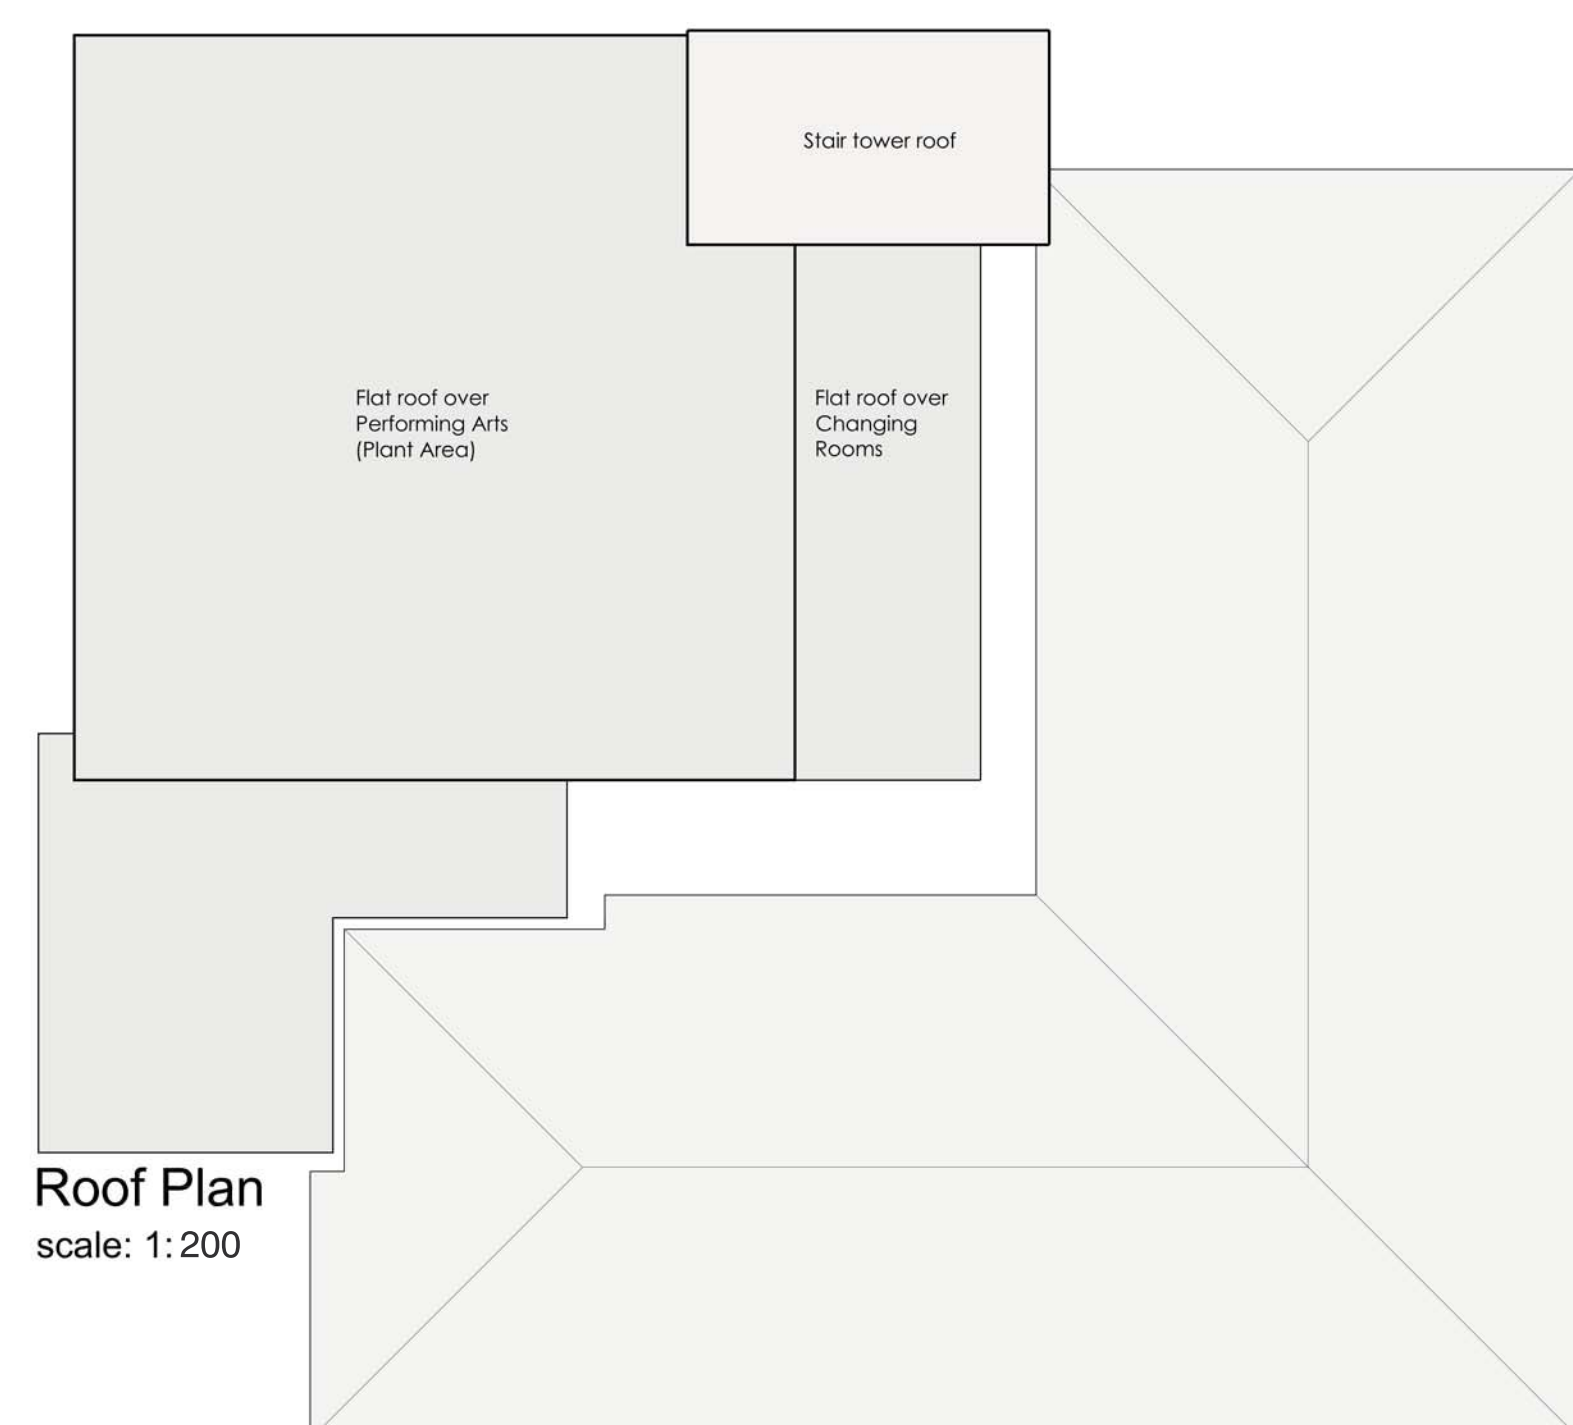 Stair tower roof
Flat roof over
Performing Arts
(Plant Area)
Flat roof over
Changing
Rooms
Roof Plan
scale: 1:200